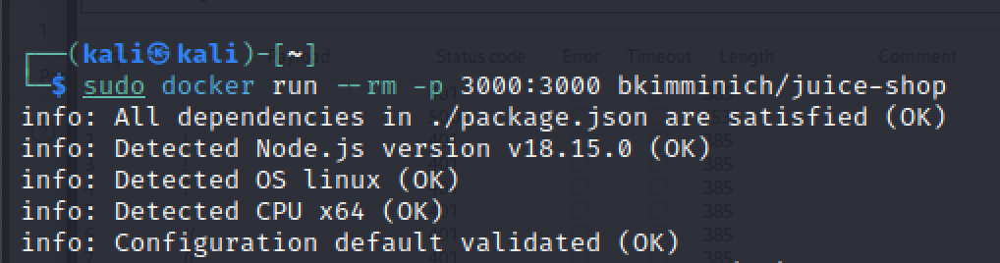 ┌──(kali㉿kali)-[~]
└─$ sudo docker run --rm -p 3000:3000 bkimminich/juice-shop
info: All dependencies in ./package.json are satisfied (OK)
info: Detected Node.js version v18.15.0 (OK)
info: Detected OS linux (OK)
info: Detected CPU x64 (OK)
info: Configuration default validated (OK)
1
Status code Error Timeout Length Comment
385
385
385
401 385